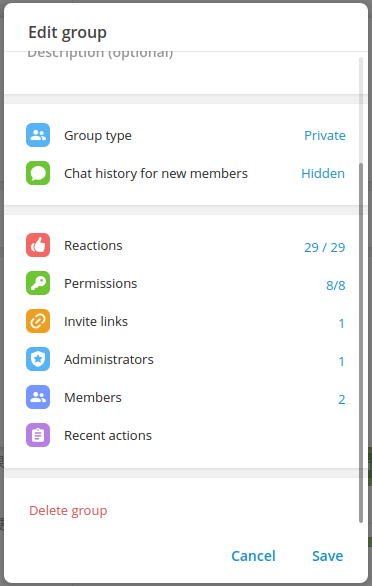 Edit group
Description (optional)
Group type Private
Chat history for new members Hidden
Reactions 29 / 29
Permissions 8/8
Invite links 1
Administrators 1
Members 2
Recent actions
Delete group
Cancel Save